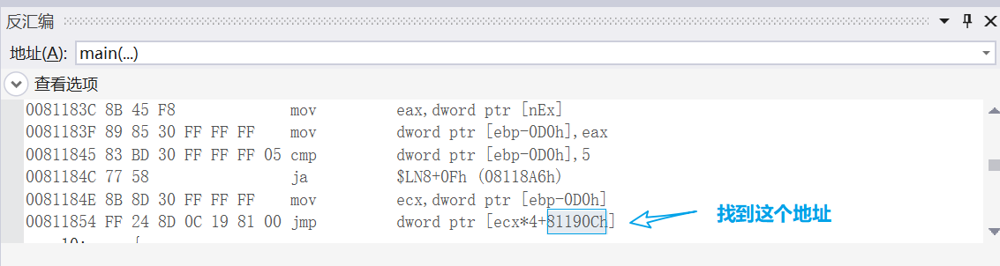 反汇编
地址(A): main(...)
查看选项
0081183C 8B 45 F8 mov eax,dword ptr [nEx]
0081183F 89 85 30 FF FF FF mov dword ptr [ebp-0D0h],eax
00811845 83 BD 30 FF FF FF 05 cmp dword ptr [ebp-0D0h],5
0081184C 77 58 ja $LN8+0Fh (08118A6h)
0081184E 8B 8D 30 FF FF FF mov ecx,dword ptr [ebp-0D0h]
00811854 FF 24 8D 0C 19 81 00 jmp dword ptr [ecx*4+81190Ch]
找到这个地址
10: {